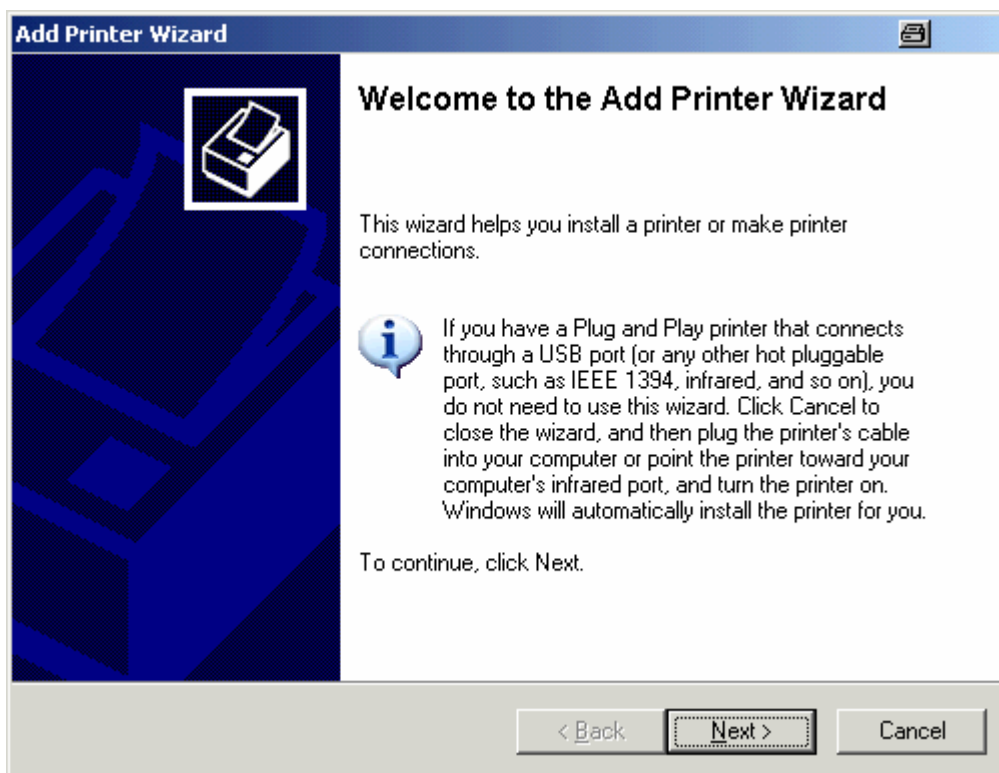 Add Printer Wizard
Welcome to the Add Printer Wizard
This wizard helps you install a printer or make printer
connections.
If you have a Plug and Play printer that connects
through a USB port (or any other hot pluggable
port, such as IEEE 1394, infrared, and so on), you
do not need to use this wizard. Click Cancel to
close the wizard, and then plug the printer's cable
into your computer or point the printer toward your
computer's infrared port, and turn the printer on.
Windows will automatically install the printer for you.
To continue, click Next.
< Back Next > Cancel